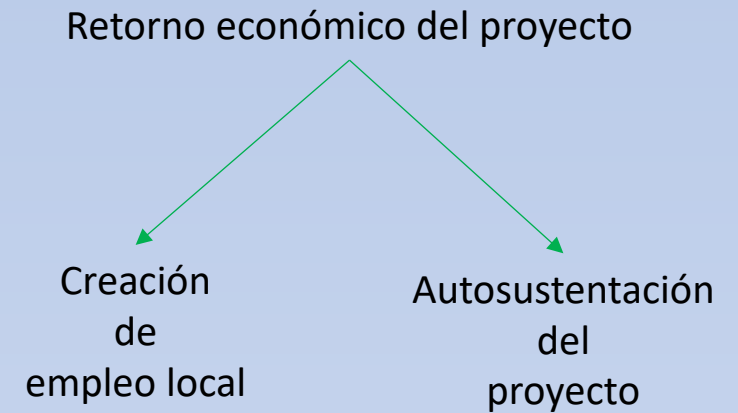 Retorno económico del proyecto
Creación
de
empleo local
Autosustentación
del
proyecto